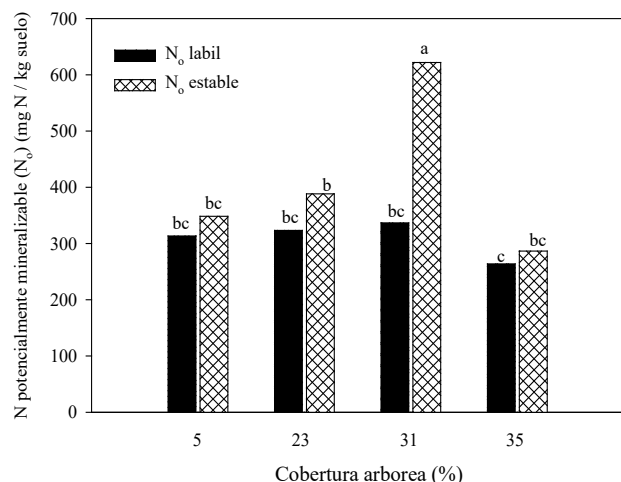 N potencialmente mineralizable (Nₒ) (mg N / kg suelo)
700
600
500
400
300
200
100
0
Nₒ labil
Nₒ estable
bc
bc
bc
b
bc
a
c
bc
5
23
31
35
Cobertura arborea (%)